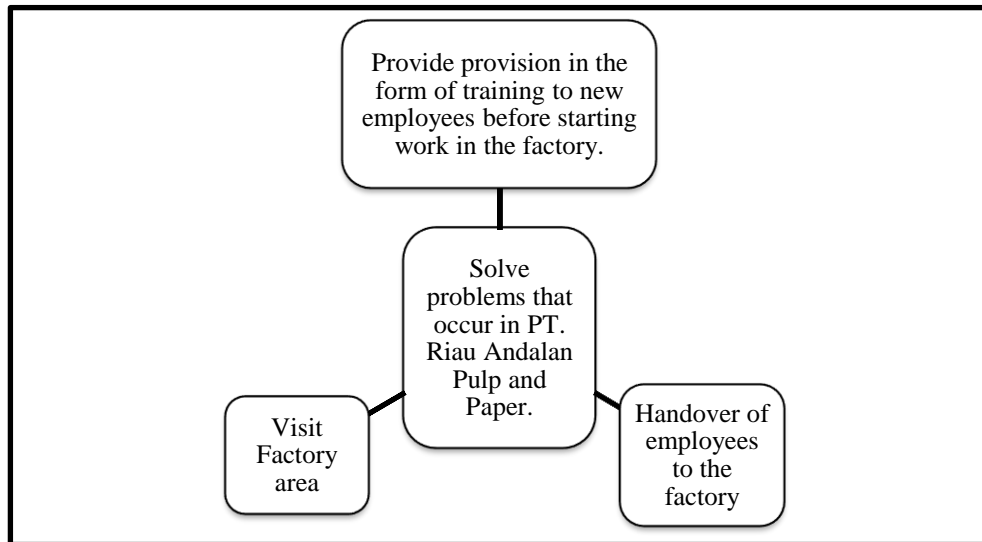 Provide provision in the
form of training to new
employees before starting
work in the factory.
Solve
problems that
occur in PT.
Riau Andalan
Pulp and
Paper.
Visit
Factory
area
Handover of
employees
to the
factory